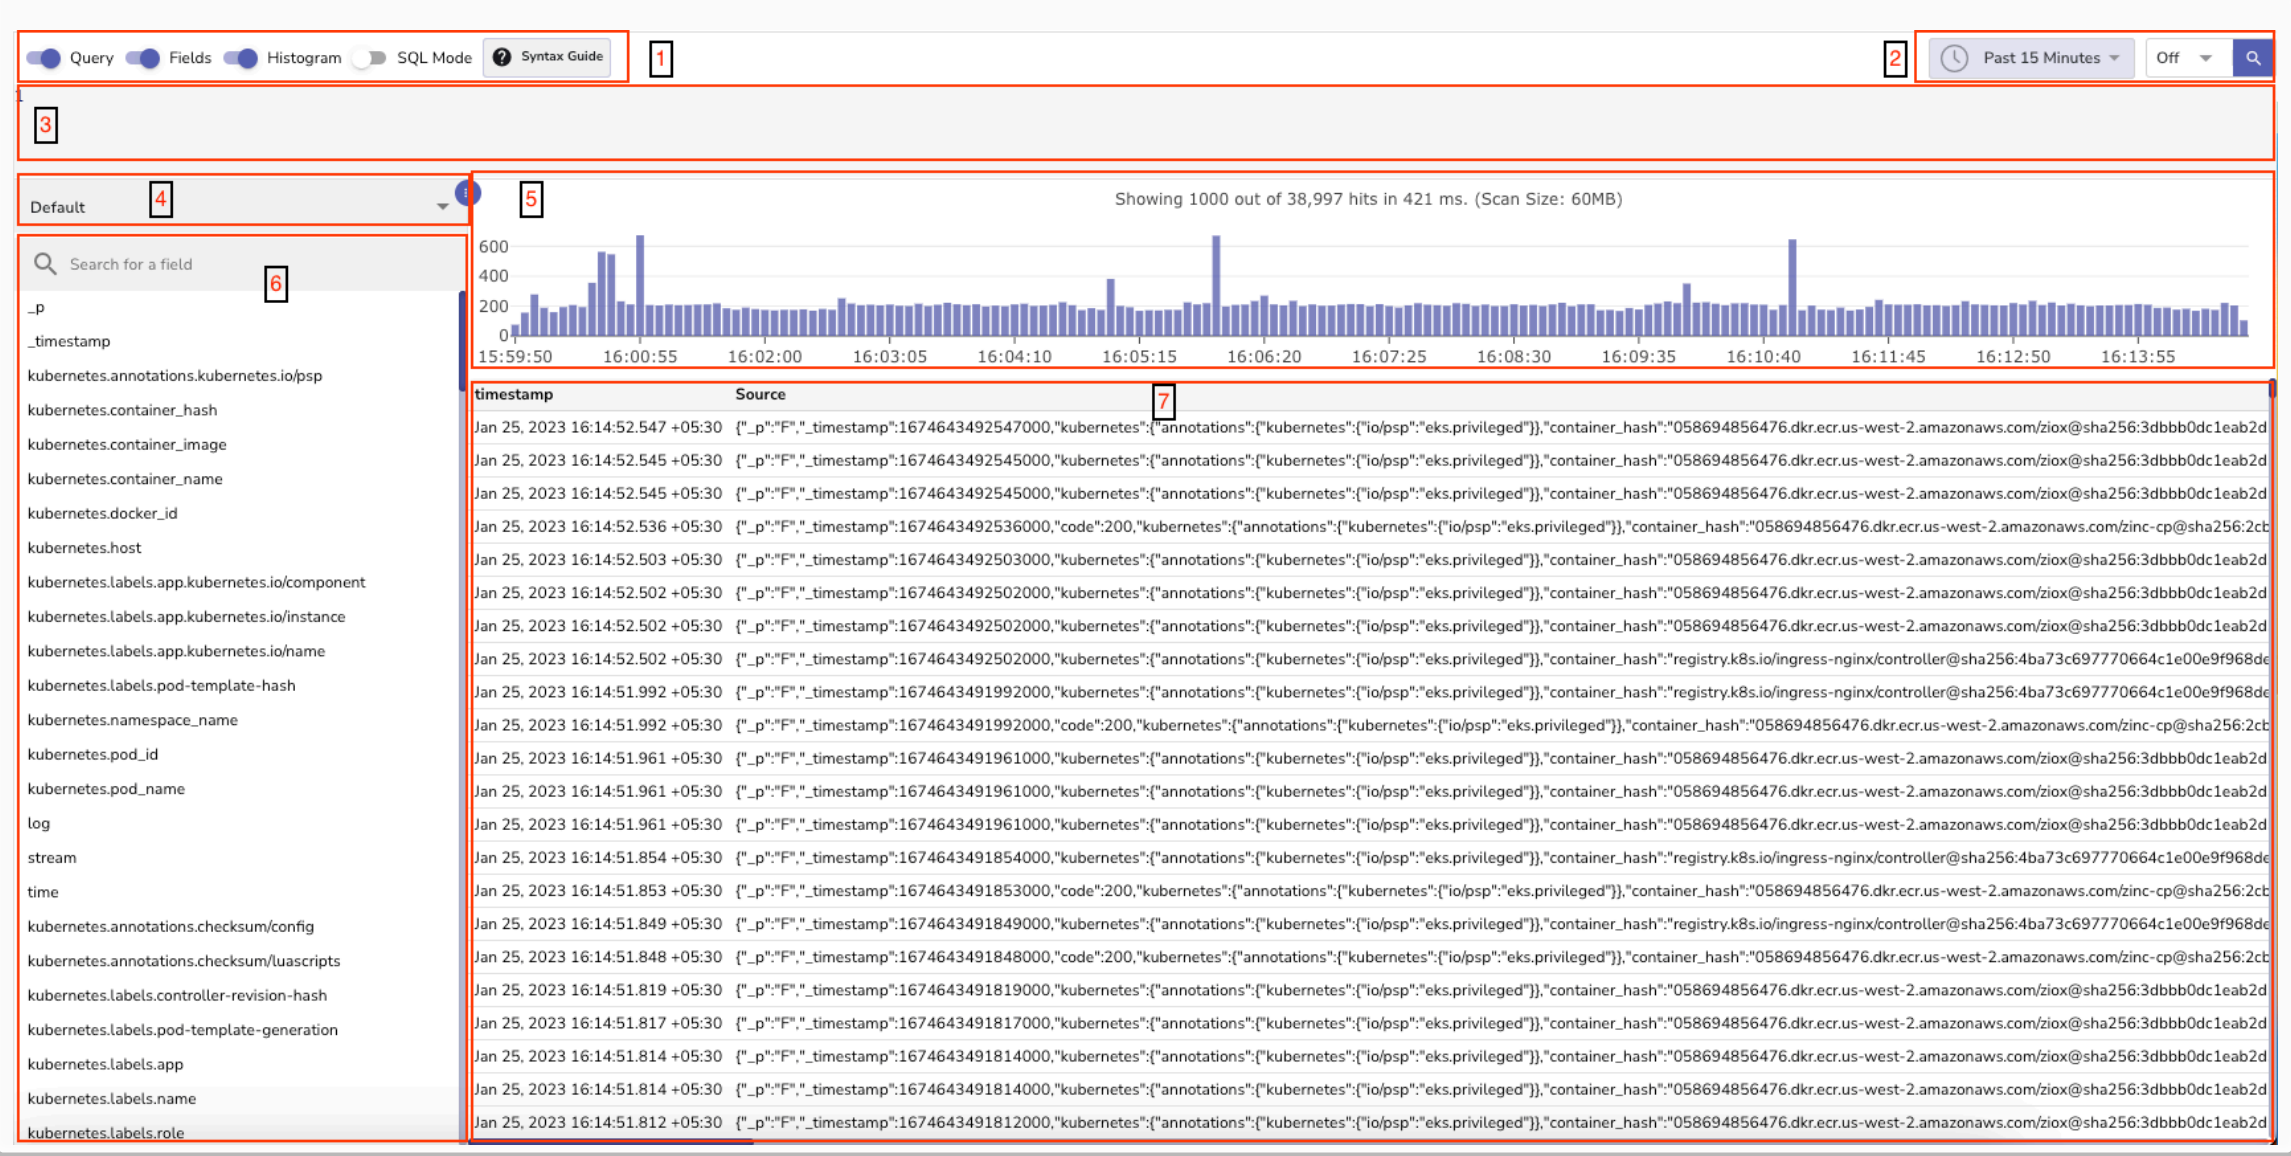 Query Fields Histogram SQL Mode Syntax Guide 1 2 Past 15 Minutes Off
1
3
Default 4
Search for a field
6
_p
_timestamp
kubernetes.annotations.kubernetes.io/psp
kubernetes.container_hash
kubernetes.container_image
kubernetes.container_name
kubernetes.docker_id
kubernetes.host
kubernetes.labels.app.kubernetes.io/component
kubernetes.labels.app.kubernetes.io/instance
kubernetes.labels.app.kubernetes.io/name
kubernetes.labels.pod-template-hash
kubernetes.namespace_name
kubernetes.pod_id
kubernetes.pod_name
log
stream
time
kubernetes.annotations.checksum/config
kubernetes.annotations.checksum/luascripts
kubernetes.labels.controller-revision-hash
kubernetes.labels.pod-template-generation
kubernetes.labels.app
kubernetes.labels.name
kubernetes.labels.role
5 Showing 1000 out of 38,997 hits in 421 ms. (Scan Size: 60MB)
600
400
200
0
15:59:50 16:00:55 16:02:00 16:03:05 16:04:10 16:05:15 16:06:20 16:07:25 16:08:30 16:09:35 16:10:40 16:11:45 16:12:50 16:13:55
timestamp Source 7
Jan 25, 2023 16:14:52.547 +05:30 {"_p":"F","_timestamp":1674643492547000,"kubernetes":{"annotations":{"kubernetes":{"io/psp":"eks.privileged"}},"container_hash":"058694856476.dkr.ecr.us-west-2.amazonaws.com/ziox@sha256:3dbbb0dc1eab2d
Jan 25, 2023 16:14:52.545 +05:30 {"_p":"F","_timestamp":1674643492545000,"kubernetes":{"annotations":{"kubernetes":{"io/psp":"eks.privileged"}},"container_hash":"058694856476.dkr.ecr.us-west-2.amazonaws.com/ziox@sha256:3dbbb0dc1eab2d
Jan 25, 2023 16:14:52.545 +05:30 {"_p":"F","_timestamp":1674643492545000,"kubernetes":{"annotations":{"kubernetes":{"io/psp":"eks.privileged"}},"container_hash":"058694856476.dkr.ecr.us-west-2.amazonaws.com/ziox@sha256:3dbbb0dc1eab2d
Jan 25, 2023 16:14:52.536 +05:30 {"_p":"F","_timestamp":1674643492536000,"code":200,"kubernetes":{"annotations":{"kubernetes":{"io/psp":"eks.privileged"}},"container_hash":"058694856476.dkr.ecr.us-west-2.amazonaws.com/zinc-cp@sha256:2cb
Jan 25, 2023 16:14:52.503 +05:30 {"_p":"F","_timestamp":1674643492503000,"kubernetes":{"annotations":{"kubernetes":{"io/psp":"eks.privileged"}},"container_hash":"058694856476.dkr.ecr.us-west-2.amazonaws.com/ziox@sha256:3dbbb0dc1eab2d
Jan 25, 2023 16:14:52.502 +05:30 {"_p":"F","_timestamp":1674643492502000,"kubernetes":{"annotations":{"kubernetes":{"io/psp":"eks.privileged"}},"container_hash":"058694856476.dkr.ecr.us-west-2.amazonaws.com/ziox@sha256:3dbbb0dc1eab2d
Jan 25, 2023 16:14:52.502 +05:30 {"_p":"F","_timestamp":1674643492502000,"kubernetes":{"annotations":{"kubernetes":{"io/psp":"eks.privileged"}},"container_hash":"058694856476.dkr.ecr.us-west-2.amazonaws.com/ziox@sha256:3dbbb0dc1eab2d
Jan 25, 2023 16:14:52.502 +05:30 {"_p":"F","_timestamp":1674643492502000,"kubernetes":{"annotations":{"kubernetes":{"io/psp":"eks.privileged"}},"container_hash":"registry.k8s.io/ingress-nginx/controller@sha256:4ba73c697770664c1e00e9f968de
Jan 25, 2023 16:14:51.992 +05:30 {"_p":"F","_timestamp":1674643491992000,"kubernetes":{"annotations":{"kubernetes":{"io/psp":"eks.privileged"}},"container_hash":"registry.k8s.io/ingress-nginx/controller@sha256:4ba73c697770664c1e00e9f968de
Jan 25, 2023 16:14:51.992 +05:30 {"_p":"F","_timestamp":1674643491992000,"code":200,"kubernetes":{"annotations":{"kubernetes":{"io/psp":"eks.privileged"}},"container_hash":"058694856476.dkr.ecr.us-west-2.amazonaws.com/zinc-cp@sha256:2cb
Jan 25, 2023 16:14:51.961 +05:30 {"_p":"F","_timestamp":1674643491961000,"kubernetes":{"annotations":{"kubernetes":{"io/psp":"eks.privileged"}},"container_hash":"058694856476.dkr.ecr.us-west-2.amazonaws.com/ziox@sha256:3dbbb0dc1eab2d
Jan 25, 2023 16:14:51.961 +05:30 {"_p":"F","_timestamp":1674643491961000,"kubernetes":{"annotations":{"kubernetes":{"io/psp":"eks.privileged"}},"container_hash":"058694856476.dkr.ecr.us-west-2.amazonaws.com/ziox@sha256:3dbbb0dc1eab2d
Jan 25, 2023 16:14:51.961 +05:30 {"_p":"F","_timestamp":1674643491961000,"kubernetes":{"annotations":{"kubernetes":{"io/psp":"eks.privileged"}},"container_hash":"058694856476.dkr.ecr.us-west-2.amazonaws.com/ziox@sha256:3dbbb0dc1eab2d
Jan 25, 2023 16:14:51.854 +05:30 {"_p":"F","_timestamp":1674643491854000,"kubernetes":{"annotations":{"kubernetes":{"io/psp":"eks.privileged"}},"container_hash":"registry.k8s.io/ingress-nginx/controller@sha256:4ba73c697770664c1e00e9f968de
Jan 25, 2023 16:14:51.853 +05:30 {"_p":"F","_timestamp":1674643491853000,"code":200,"kubernetes":{"annotations":{"kubernetes":{"io/psp":"eks.privileged"}},"container_hash":"058694856476.dkr.ecr.us-west-2.amazonaws.com/zinc-cp@sha256:2cb
Jan 25, 2023 16:14:51.849 +05:30 {"_p":"F","_timestamp":1674643491849000,"kubernetes":{"annotations":{"kubernetes":{"io/psp":"eks.privileged"}},"container_hash":"registry.k8s.io/ingress-nginx/controller@sha256:4ba73c697770664c1e00e9f968de
Jan 25, 2023 16:14:51.848 +05:30 {"_p":"F","_timestamp":1674643491848000,"code":200,"kubernetes":{"annotations":{"kubernetes":{"io/psp":"eks.privileged"}},"container_hash":"058694856476.dkr.ecr.us-west-2.amazonaws.com/zinc-cp@sha256:2cb
Jan 25, 2023 16:14:51.819 +05:30 {"_p":"F","_timestamp":1674643491819000,"kubernetes":{"annotations":{"kubernetes":{"io/psp":"eks.privileged"}},"container_hash":"058694856476.dkr.ecr.us-west-2.amazonaws.com/ziox@sha256:3dbbb0dc1eab2d
Jan 25, 2023 16:14:51.817 +05:30 {"_p":"F","_timestamp":1674643491817000,"kubernetes":{"annotations":{"kubernetes":{"io/psp":"eks.privileged"}},"container_hash":"058694856476.dkr.ecr.us-west-2.amazonaws.com/ziox@sha256:3dbbb0dc1eab2d
Jan 25, 2023 16:14:51.814 +05:30 {"_p":"F","_timestamp":1674643491814000,"kubernetes":{"annotations":{"kubernetes":{"io/psp":"eks.privileged"}},"container_hash":"058694856476.dkr.ecr.us-west-2.amazonaws.com/ziox@sha256:3dbbb0dc1eab2d
Jan 25, 2023 16:14:51.814 +05:30 {"_p":"F","_timestamp":1674643491814000,"kubernetes":{"annotations":{"kubernetes":{"io/psp":"eks.privileged"}},"container_hash":"058694856476.dkr.ecr.us-west-2.amazonaws.com/ziox@sha256:3dbbb0dc1eab2d
Jan 25, 2023 16:14:51.812 +05:30 {"_p":"F","_timestamp":1674643491812000,"kubernetes":{"annotations":{"kubernetes":{"io/psp":"eks.privileged"}},"container_hash":"058694856476.dkr.ecr.us-west-2.amazonaws.com/ziox@sha256:3dbbb0dc1eab2d